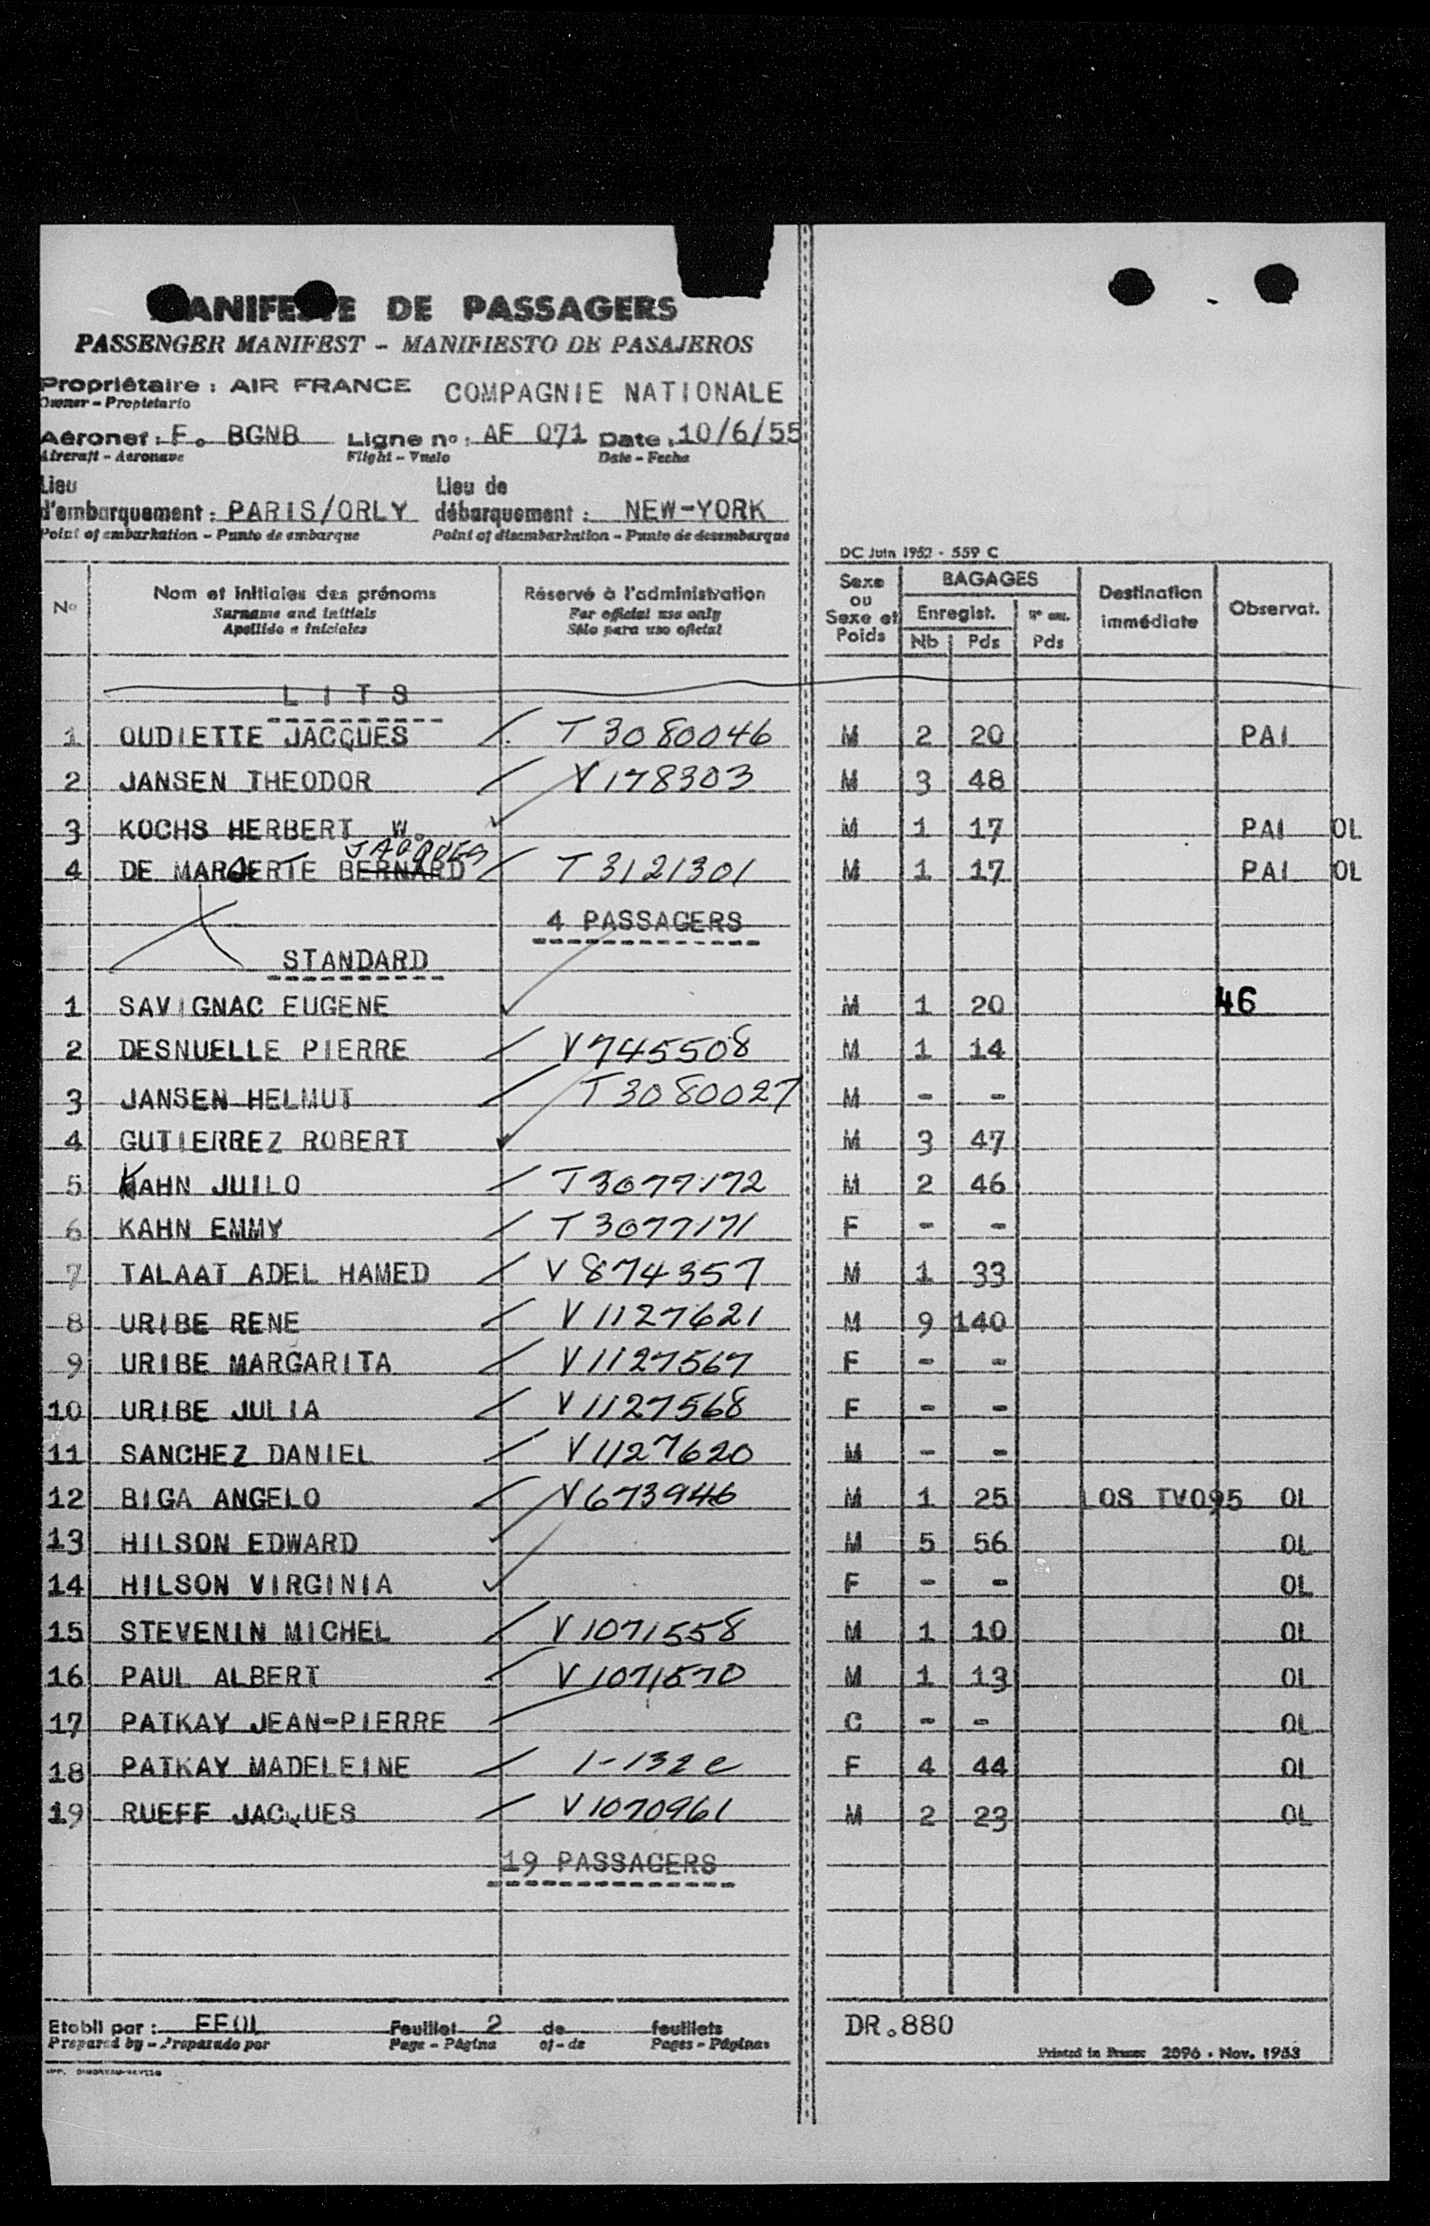 MANIFESTE DE PASSAGERS
PASSENGER MANIFEST - MANIFIESTO DE PASAJEROS
Propriétaire : AIR FRANCE COMPAGNIE NATIONALE
Owner - Propietario
Aéronef : F. BGNB Ligne n° : AF 071 Date : 10/6/55
Aircraft - Aeronave Flight - Vuelo Date - Fecha
Lieu d'embarquement : PARIS/ORLY Lieu de débarquement : NEW-YORK
Point of embarkation - Punto de embarque Point of disembarkation - Punto de desembarque
DC Juin 1952 - 559 C
N° Nom et initiales des prénoms Réservé à l'administration Sexe ou Sexe et Poids BAGAGES Destination immédiate Observat.
Surname and initials For official use only Enregist.
Apellido e iniciales Sólo para uso oficial Nb Pds Pds
LITS
1 OUDIETTE JACQUES T 3080046 M 2 20 PAI
2 JANSEN THEODOR V 178303 M 3 48
3 KOCHS HERBERT W. M 1 17 PAI OL
JACQUES
4 DE MARGERTE BERNARD T 3121301 M 1 17 PAI OL
4 PASSAGERS
STANDARD
1 SAVIGNAC EUGENE M 1 20 46
2 DESNUELLE PIERRE V 745508 M 1 14
3 JANSEN HELMUT T 3080027 M - -
4 GUTIERREZ ROBERT M 3 47
5 KAHN JUILO T 3077172 M 2 46
6 KAHN EMMY T 3077171 F - -
7 TALAAT ADEL HAMED V 874357 M 1 33
8 URIBE RENE V 1127621 M 9 140
9 URIBE MARGARITA V 1127567 F - -
10 URIBE JULIA V 1127568 F - -
11 SANCHEZ DANIEL V 1127620 M - -
12 BIGA ANGELO V 673946 M 1 25 LOS TV095 OL
13 HILSON EDWARD M 5 56 OL
14 HILSON VIRGINIA F - - OL
15 STEVENIN MICHEL V 1071558 M 1 10 OL
16 PAUL ALBERT V 1071570 M 1 13 OL
17 PATKAY JEAN-PIERRE C - - OL
18 PATKAY MADELEINE 1-132 e F 4 44 OL
19 RUEFF JACQUES V 1070961 M 2 23 OL
19 PASSAGERS
Etabli par : FFOL Feuillet 2 de feuillets DR.880
Prepared by - Preparado por Page - Página of - de Pages - Páginas
Printed in France 2096 - Nov. 1953